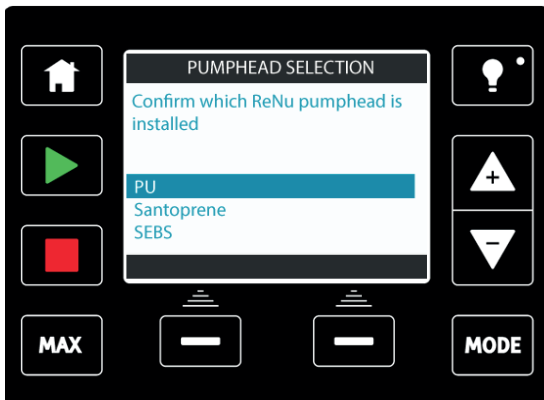 PUMPHEAD SELECTION
Confirm which ReNu pumphead is
installed
PU
Santoprene
SEBS
+
-
MAX
MODE